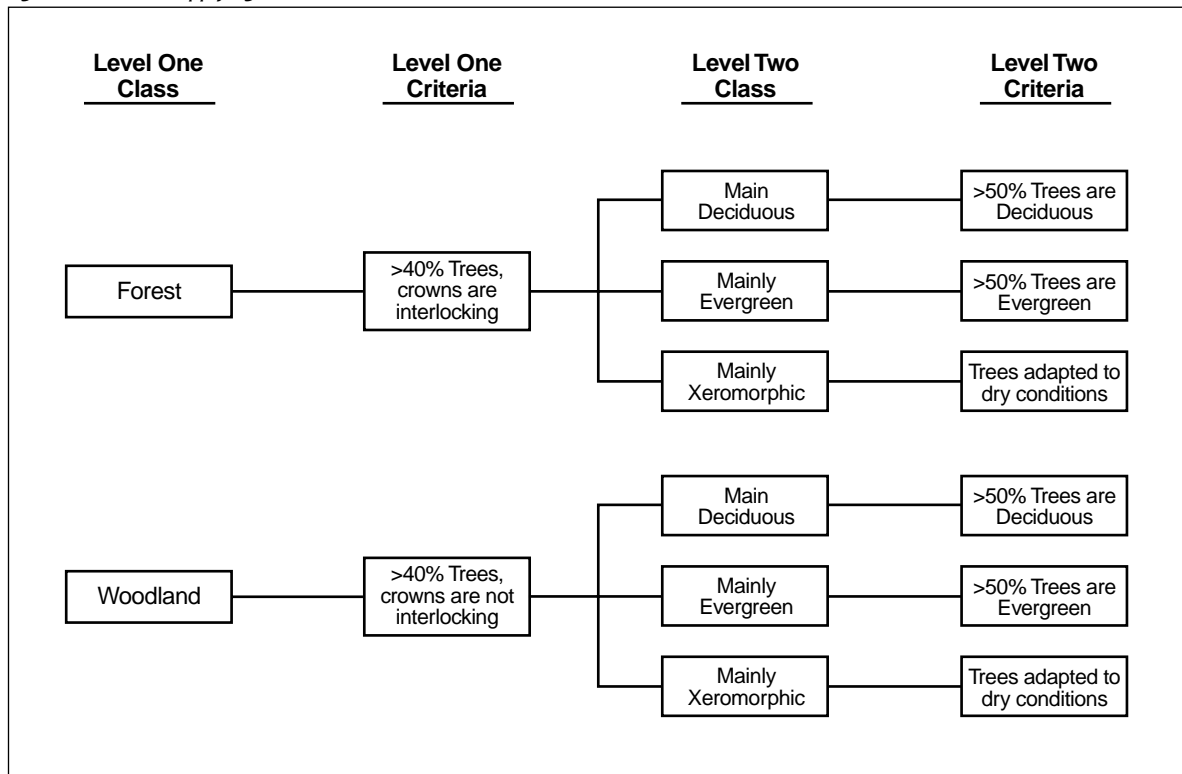 Level One
Class
Level One
Criteria
Level Two
Class
Level Two
Criteria
Forest
>40% Trees,
crowns are
interlocking
Main
Deciduous
>50% Trees are
Deciduous
Mainly
Evergreen
>50% Trees are
Evergreen
Mainly
Xeromorphic
Trees adapted to
dry conditions
Woodland
>40% Trees,
crowns are not
interlocking
Main
Deciduous
>50% Trees are
Deciduous
Mainly
Evergreen
>50% Trees are
Evergreen
Mainly
Xeromorphic
Trees adapted to
dry conditions